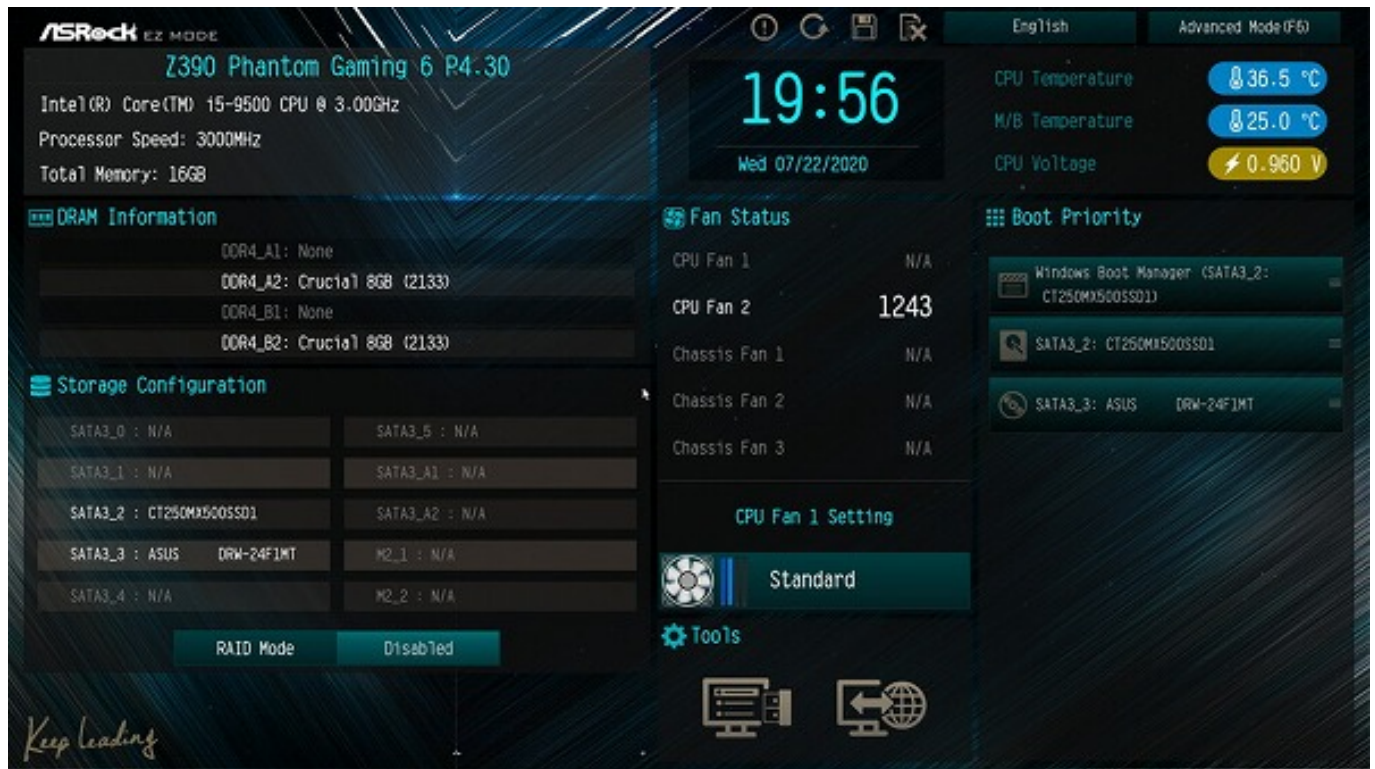 ASRock EZ MODE
English
Advanced Mode(F6)
Z390 Phantom Gaming 6 P4.30
Intel(R) Core(TM) i5-9500 CPU @ 3.00GHz
Processor Speed: 3000MHz
Total Memory: 16GB
19:56
Wed 07/22/2020
CPU Temperature 36.5 °C
M/B Temperature 25.0 °C
CPU Voltage 0.960 V
DRAM Information
DDR4_A1: None
DDR4_A2: Crucial 8GB (2133)
DDR4_B1: None
DDR4_B2: Crucial 8GB (2133)
Storage Configuration
SATA3_0 : N/A
SATA3_5 : N/A
SATA3_1 : N/A
SATA3_A1 : N/A
SATA3_2 : CT250MX500SSD1
SATA3_A2 : N/A
SATA3_3 : ASUS DRW-24F1MT
M2_1 : N/A
SATA3_4 : N/A
M2_2 : N/A
RAID Mode Disabled
Keep leading
Fan Status
CPU Fan 1 N/A
CPU Fan 2 1243
Chassis Fan 1 N/A
Chassis Fan 2 N/A
Chassis Fan 3 N/A
CPU Fan 1 Setting
Standard
Tools
Boot Priority
Windows Boot Manager (SATA3_2:
CT250MX500SSD1)
SATA3_2: CT250MX500SSD1
SATA3_3: ASUS DRW-24F1MT